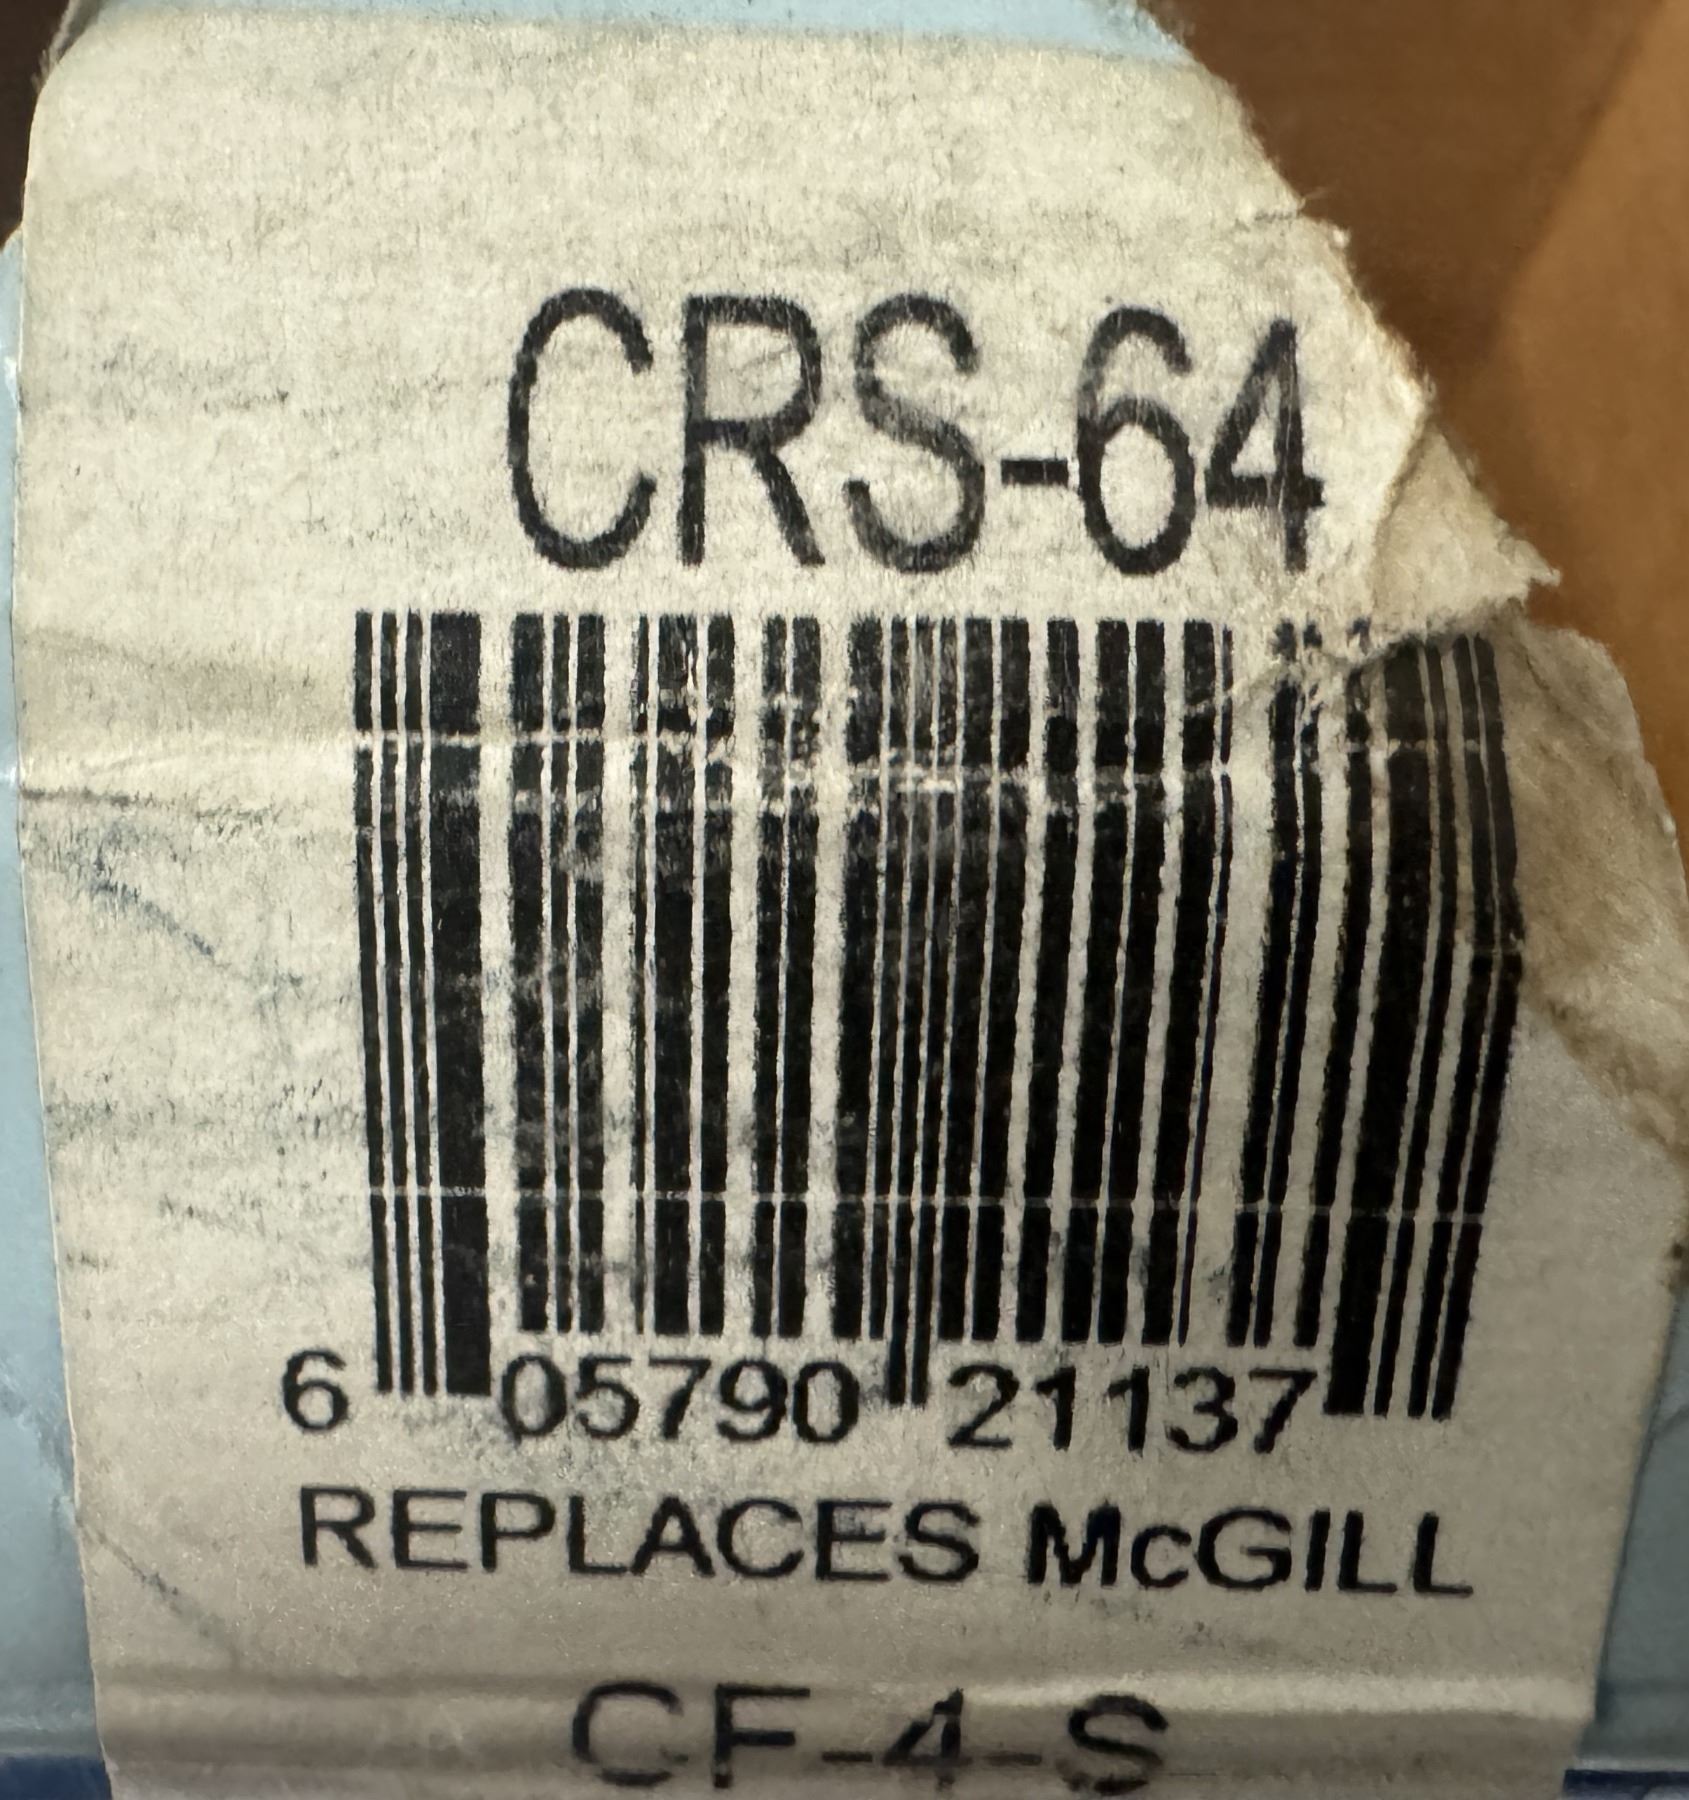 CRS-64
6 05790 21137
REPLACES McGILL
CF-4-S